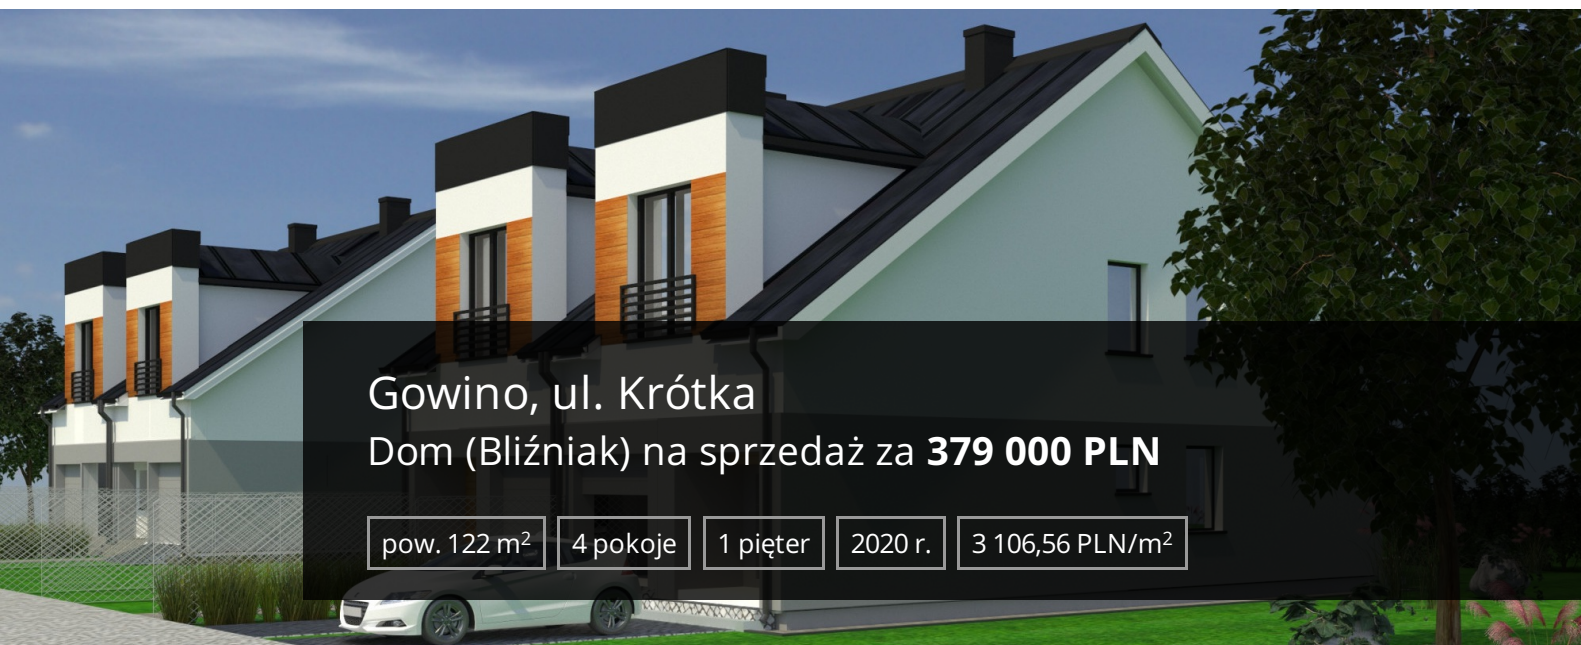 Gowino, ul. Krótka
Dom (Bliźniak) na sprzedaż za 379 000 PLN
pow. 122 m² 4 pokoje 1 pięter 2020 r. 3 106,56 PLN/m²